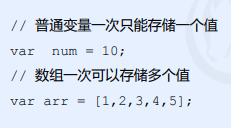 // 普通变量一次只能存储一个值
var  num = 10;
// 数组一次可以存储多个值
var arr = [1,2,3,4,5];